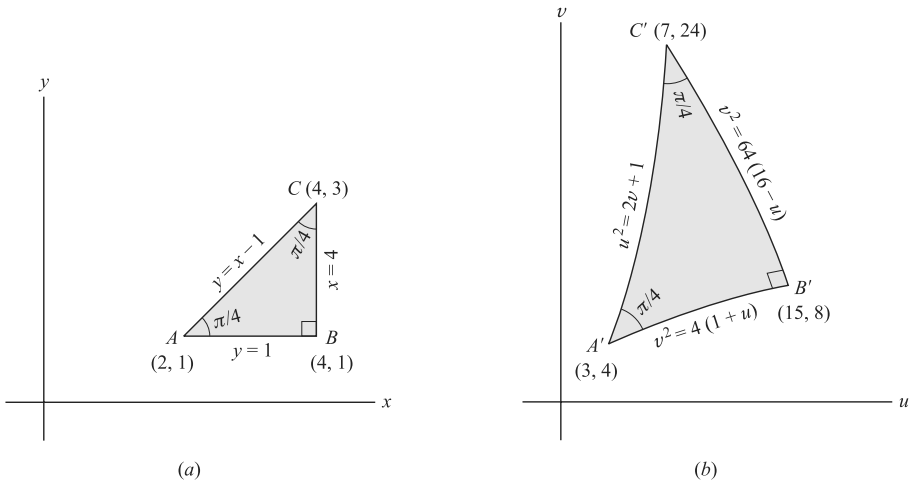 y
C (4, 3)
y = x − 1
π/4
x = 4
π/4
A
B
y = 1
(2, 1)
(4, 1)
x
(a)
v
C′ (7, 24)
π/4
v² = 64 (16 − u)
u² = 2v + 1
π/4
B′
(15, 8)
v² = 4 (1 + u)
A′
(3, 4)
u
(b)